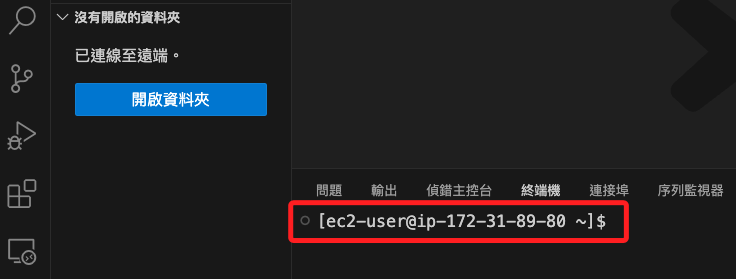 沒有開啟的資料夾
已連線至遠端。
開啟資料夾
問題 輸出 偵錯主控台 終端機 連接埠 序列監視器
[ec2-user@ip-172-31-89-80 ~]$